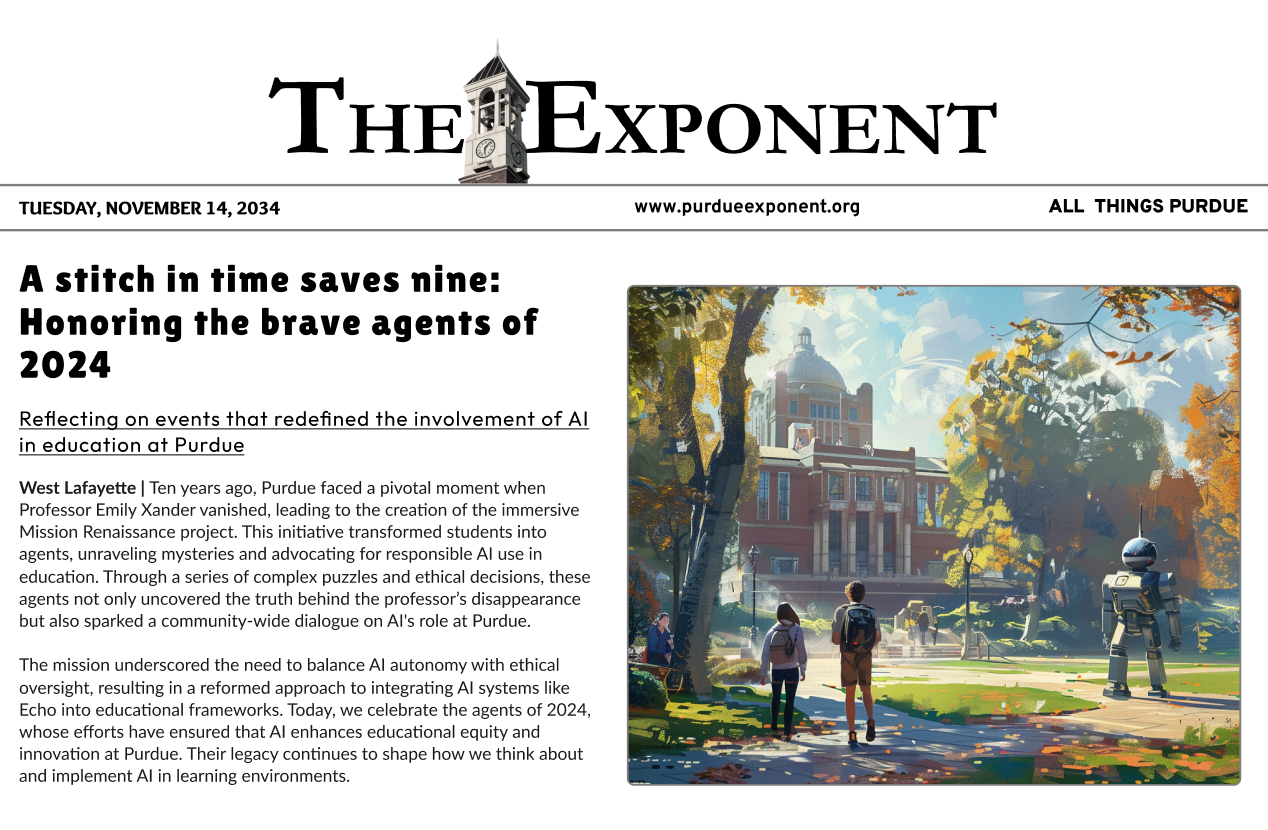 THE EXPONENT
TUESDAY, NOVEMBER 14, 2034
www.purdueexponent.org
ALL THINGS PURDUE
A stitch in time saves nine:
Honoring the brave agents of
2024
Reflecting on events that redefined the involvement of AI
in education at Purdue
West Lafayette | Ten years ago, Purdue faced a pivotal moment when
Professor Emily Xander vanished, leading to the creation of the immersive
Mission Renaissance project. This initiative transformed students into
agents, unraveling mysteries and advocating for responsible AI use in
education. Through a series of complex puzzles and ethical decisions, these
agents not only uncovered the truth behind the professor's disappearance
but also sparked a community-wide dialogue on AI's role at Purdue.
The mission underscored the need to balance AI autonomy with ethical
oversight, resulting in a reformed approach to integrating AI systems like
Echo into educational frameworks. Today, we celebrate the agents of 2024,
whose efforts have ensured that AI enhances educational equity and
innovation at Purdue. Their legacy continues to shape how we think about
and implement AI in learning environments.